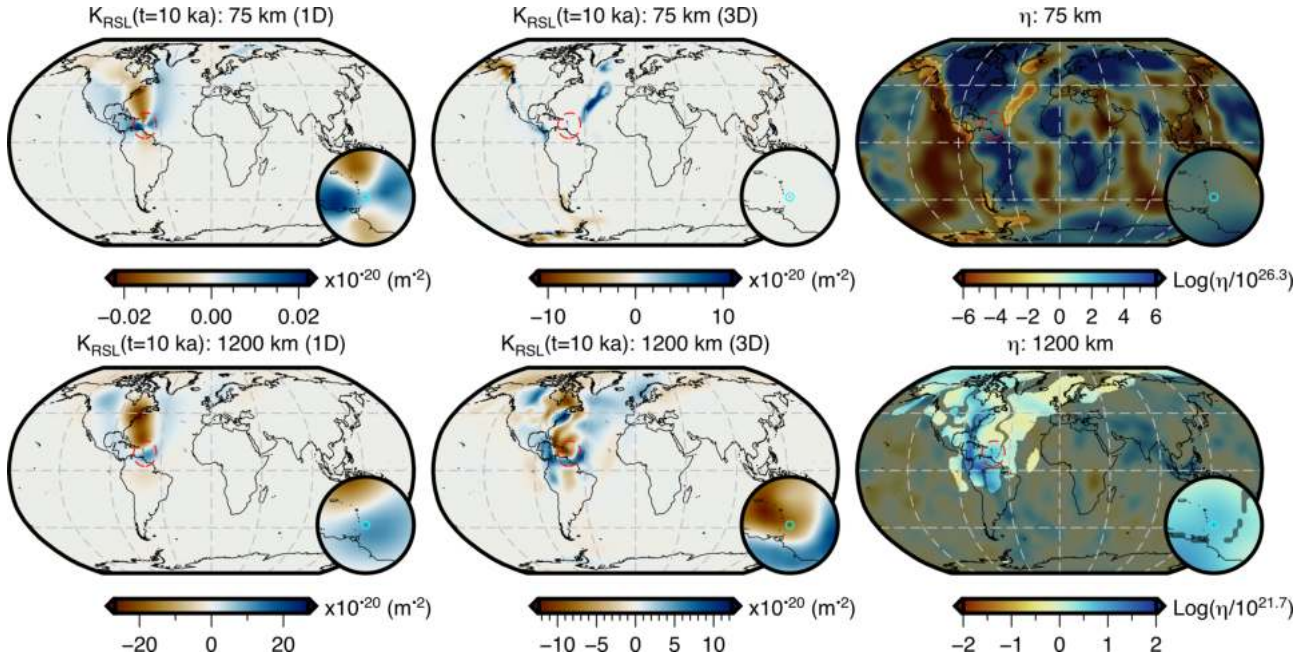 K_RSL(t=10 ka): 75 km (1D)
K_RSL(t=10 ka): 75 km (3D)
η: 75 km
x10^-20 (m^-2)
−0.02 0.00 0.02
x10^-20 (m^-2)
−10 0 10
Log(η/10^26.3)
−6 −4 −2 0 2 4 6
K_RSL(t=10 ka): 1200 km (1D)
K_RSL(t=10 ka): 1200 km (3D)
η: 1200 km
x10^-20 (m^-2)
−20 0 20
x10^-20 (m^-2)
−10 −5 0 5 10
Log(η/10^21.7)
−2 −1 0 1 2